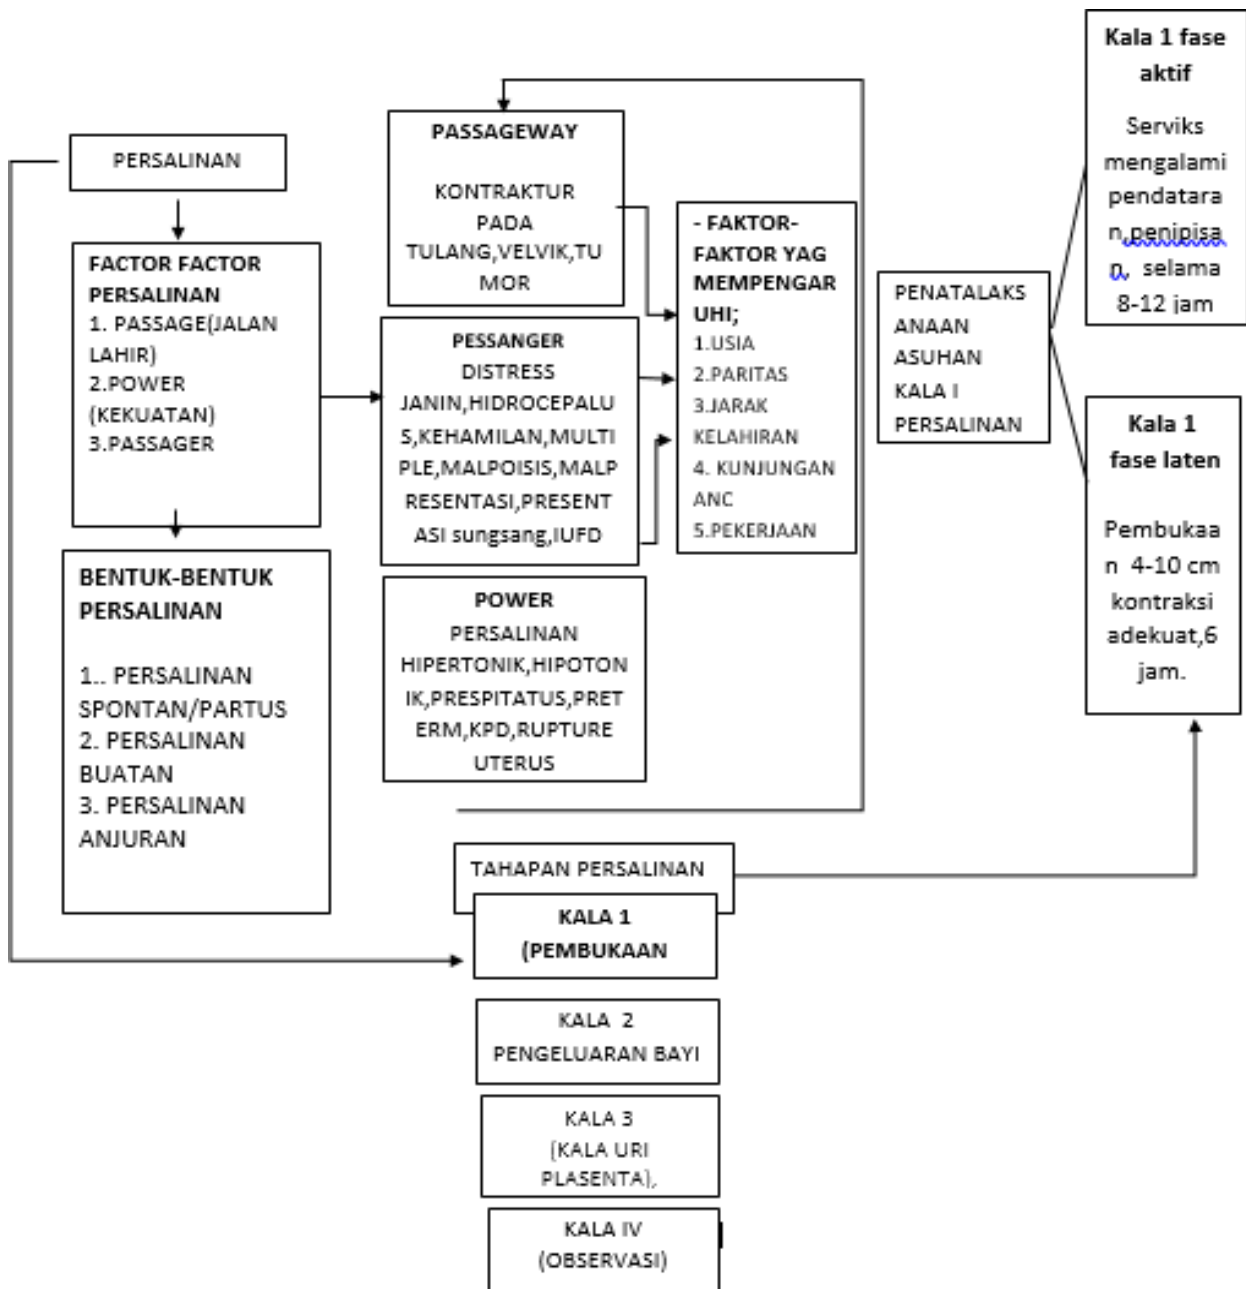 PERSALINAN
FACTOR FACTOR
PERSALINAN
1. PASSAGE(JALAN
LAHIR)
2.POWER
(KEKUATAN)
3.PASSAGER
BENTUK-BENTUK
PERSALINAN
1.. PERSALINAN
SPONTAN/PARTUS
2. PERSALINAN
BUATAN
3. PERSALINAN
ANJURAN
PASSAGEWAY
KONTRAKTUR
PADA
TULANG,VELVIK,TU
MOR
PESSANGER
DISTRESS
JANIN,HIDROCEPALU
S,KEHAMILAN,MULTI
PLE,MALPOISIS,MALP
RESENTASI,PRESENT
ASI sungsang,IUFD
POWER
PERSALINAN
HIPERTONIK,HIPOTON
IK,PRESPITATUS,PRET
ERM,KPD,RUPTURE
UTERUS
- FAKTOR-
FAKTOR YAG
MEMPENGAR
UHI;
1.USIA
2.PARITAS
3.JARAK
KELAHIRAN
4. KUNJUNGAN
ANC
5.PEKERJAAN
PENATALAKS
ANAAN
ASUHAN
KALA I
PERSALINAN
Kala 1 fase
aktif
Serviks
mengalami
pendatara
n,penipisa
n, selama
8-12 jam
Kala 1
fase laten
Pembukaa
n 4-10 cm
kontraksi
adekuat,6
jam.
TAHAPAN PERSALINAN
KALA 1
(PEMBUKAAN
KALA 2
PENGELUARAN BAYI
KALA 3
(KALA URI
PLASENTA),
KALA IV
(OBSERVASI)